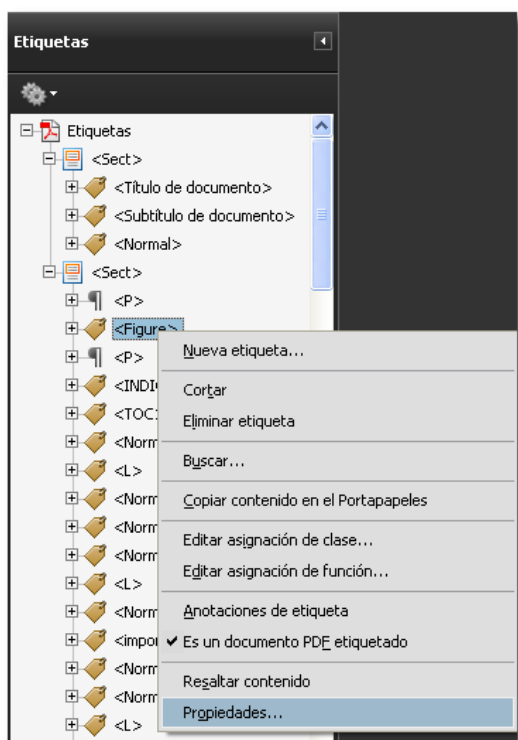 Etiquetas
Etiquetas
<Sect>
<Título de documento>
<Subtítulo de documento>
<Normal>
<Sect>
<P>
<Figure>
Nueva etiqueta...
<P>
<INDI
Cortar
<TOC
Eliminar etiqueta
<Norm
Buscar...
<L>
<Norm
Copiar contenido en el Portapapeles
<Norm
Editar asignación de clase...
<Norm
Editar asignación de función...
<L>
<Norm
Anotaciones de etiqueta
<impor
Es un documento PDF etiquetado
<Norm
Resaltar contenido
<Norm
Propiedades...
<L>